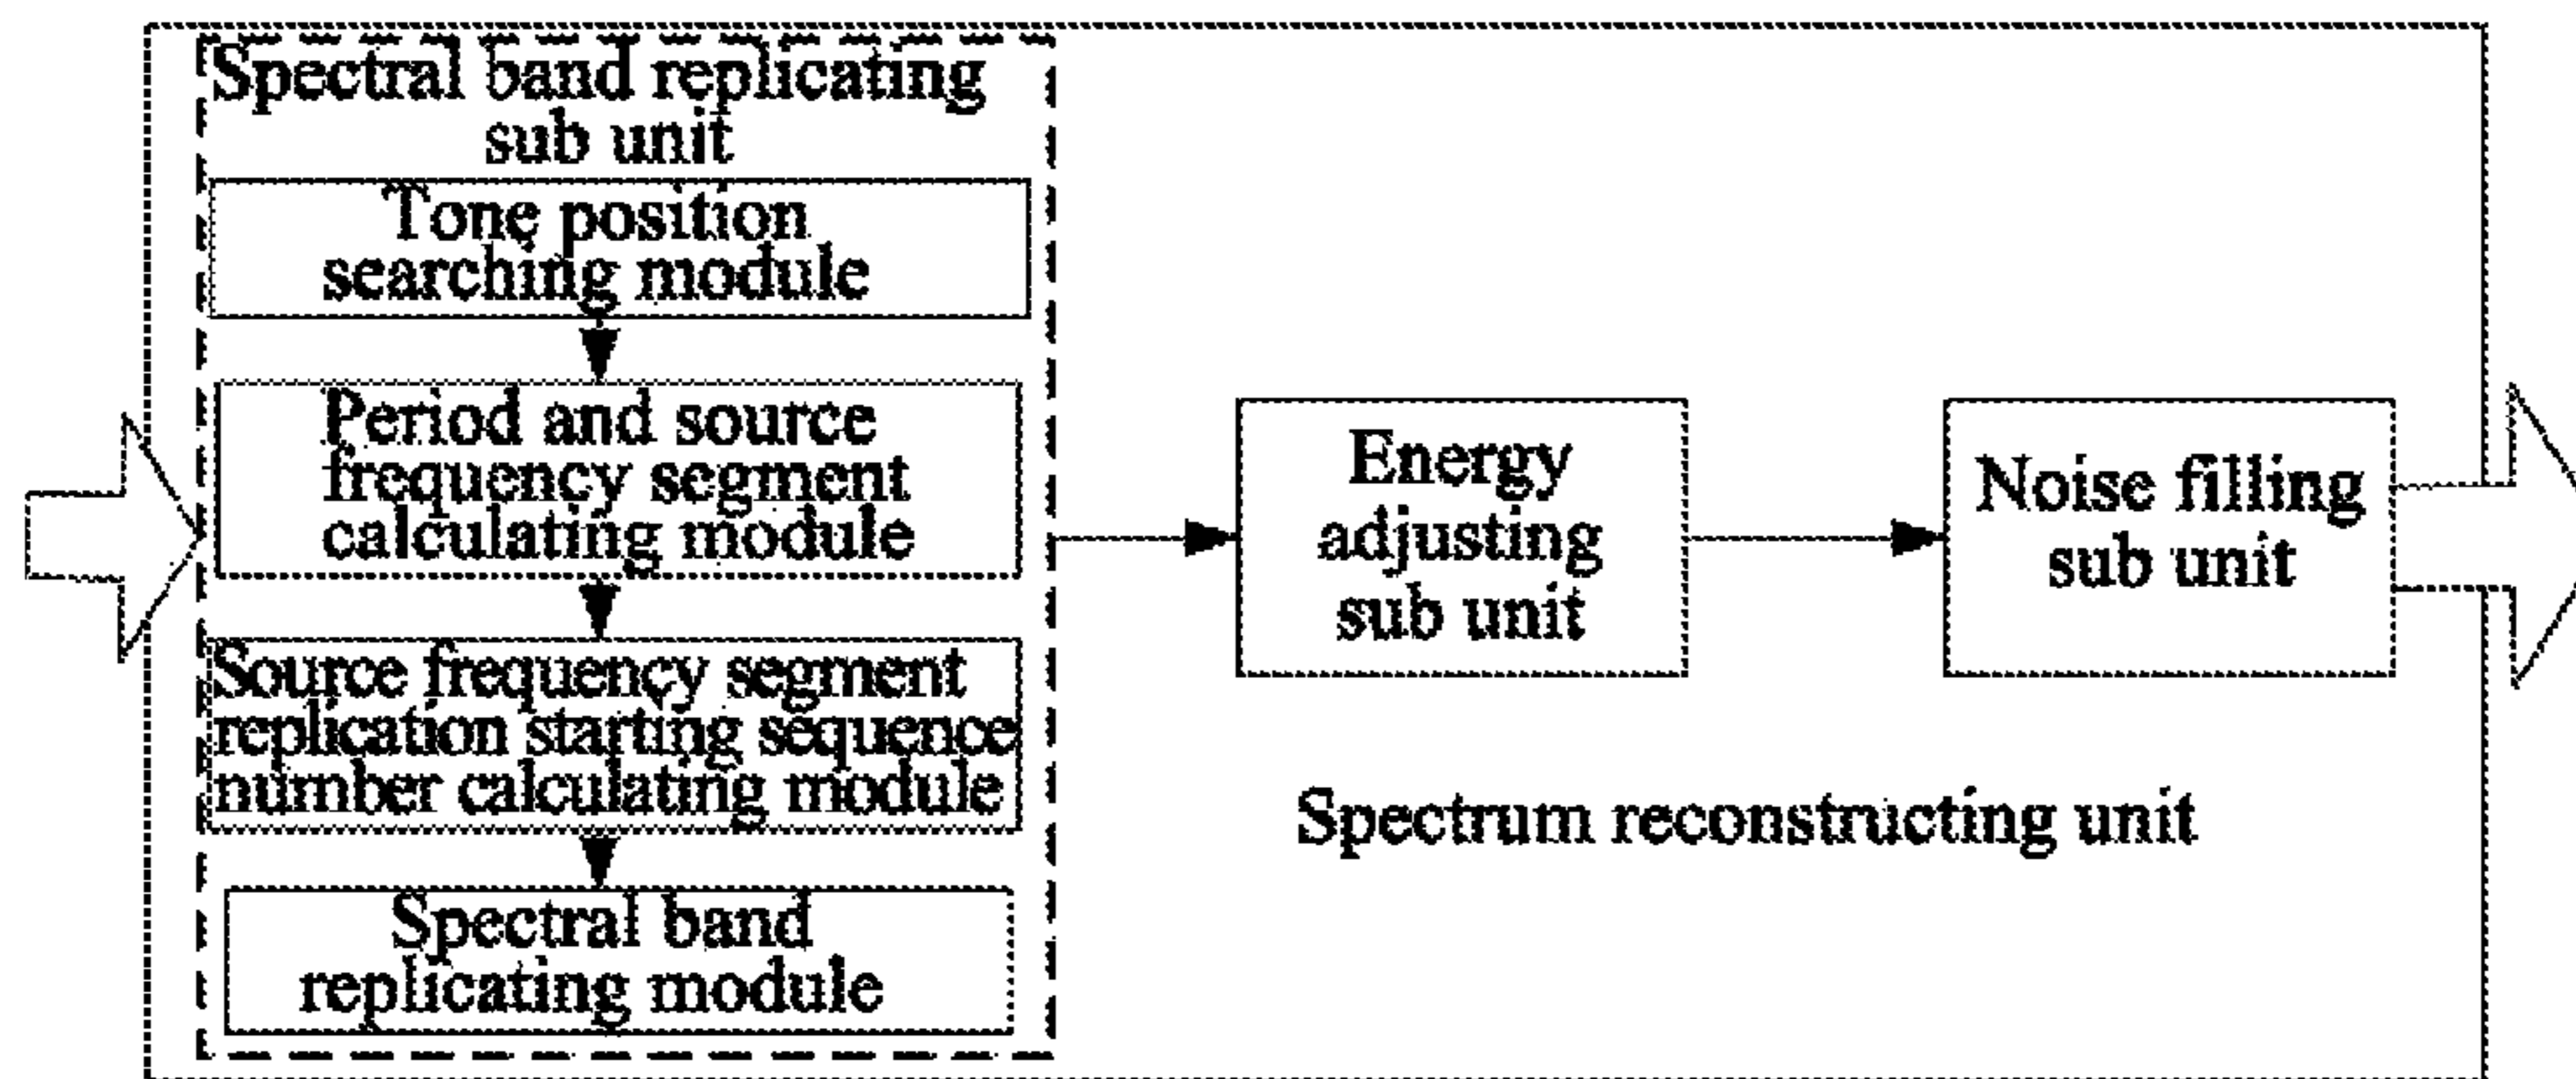 Spectral band replicating
sub unit
Tone position
searching module
Period and source
frequency segment
calculating module
Source frequency segment
replication starting sequence
number calculating module
Spectral band
replicating module
Energy
adjusting
sub unit
Noise filling
sub unit
Spectrum reconstructing unit